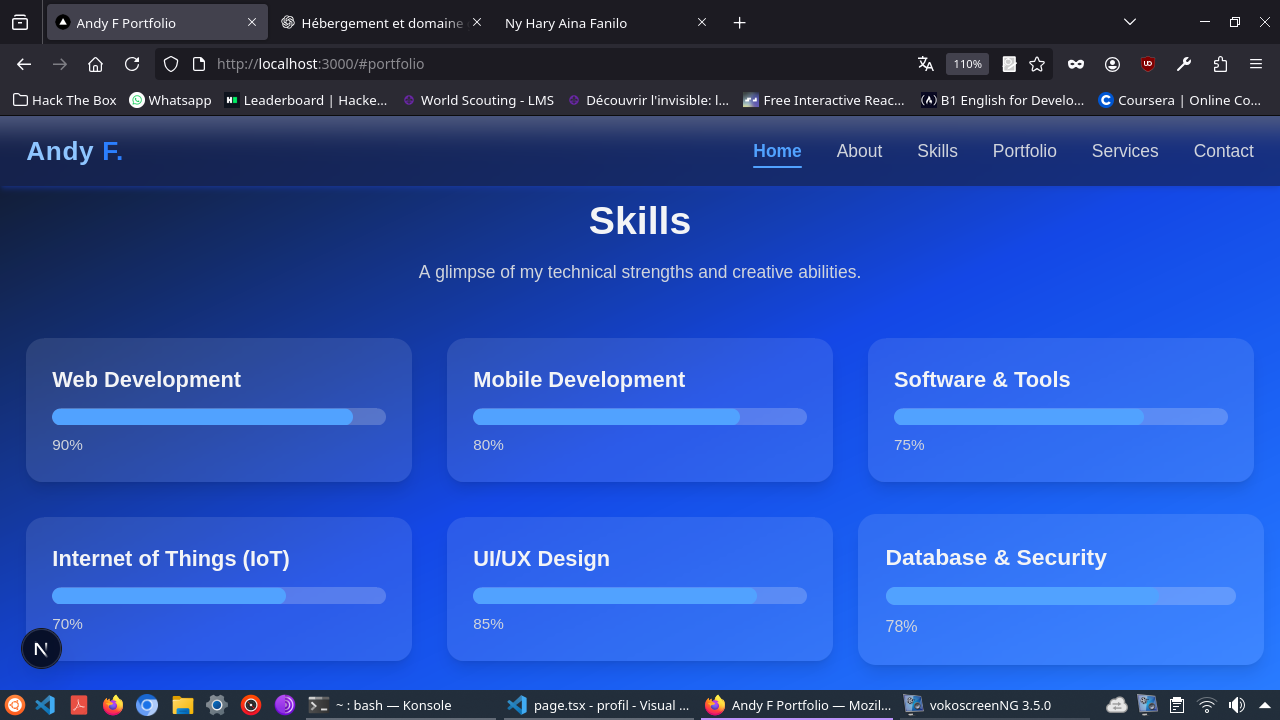 Andy F Portfolio
Hébergement et domaine
Ny Hary Aina Fanilo
http://localhost:3000/#portfolio
110%
Hack The Box
Whatsapp
Leaderboard | Hacke...
World Scouting - LMS
Découvrir l'invisible: l...
Free Interactive Reac...
B1 English for Develo...
Coursera | Online Co...
Andy F.
Home
About
Skills
Portfolio
Services
Contact
Skills
A glimpse of my technical strengths and creative abilities.
Web Development
90%
Mobile Development
80%
Software & Tools
75%
Internet of Things (IoT)
70%
UI/UX Design
85%
Database & Security
78%
N
~ : bash — Konsole
page.tsx - profil - Visual ...
Andy F Portfolio — Mozil...
vokoscreenNG 3.5.0